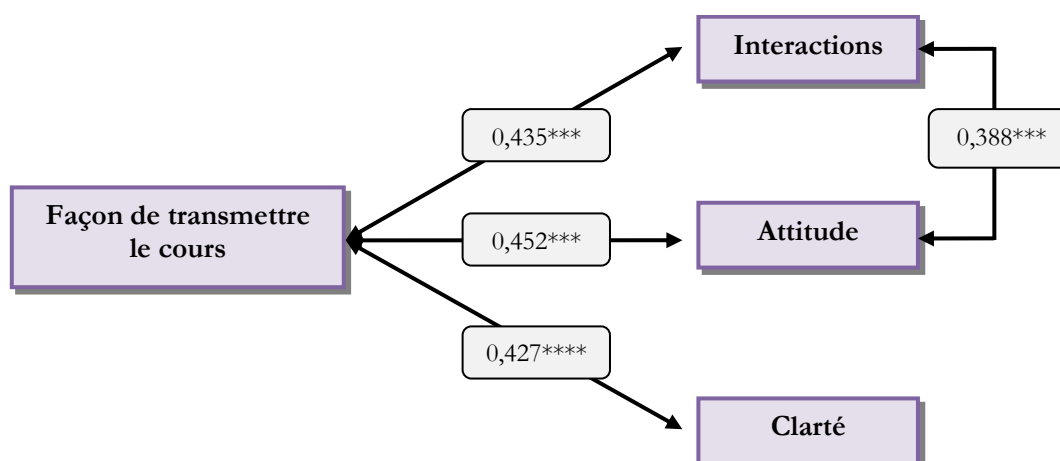 Interactions
0,435***
0,388***
Façon de transmettre
le cours
0,452***
Attitude
0,427****
Clarté